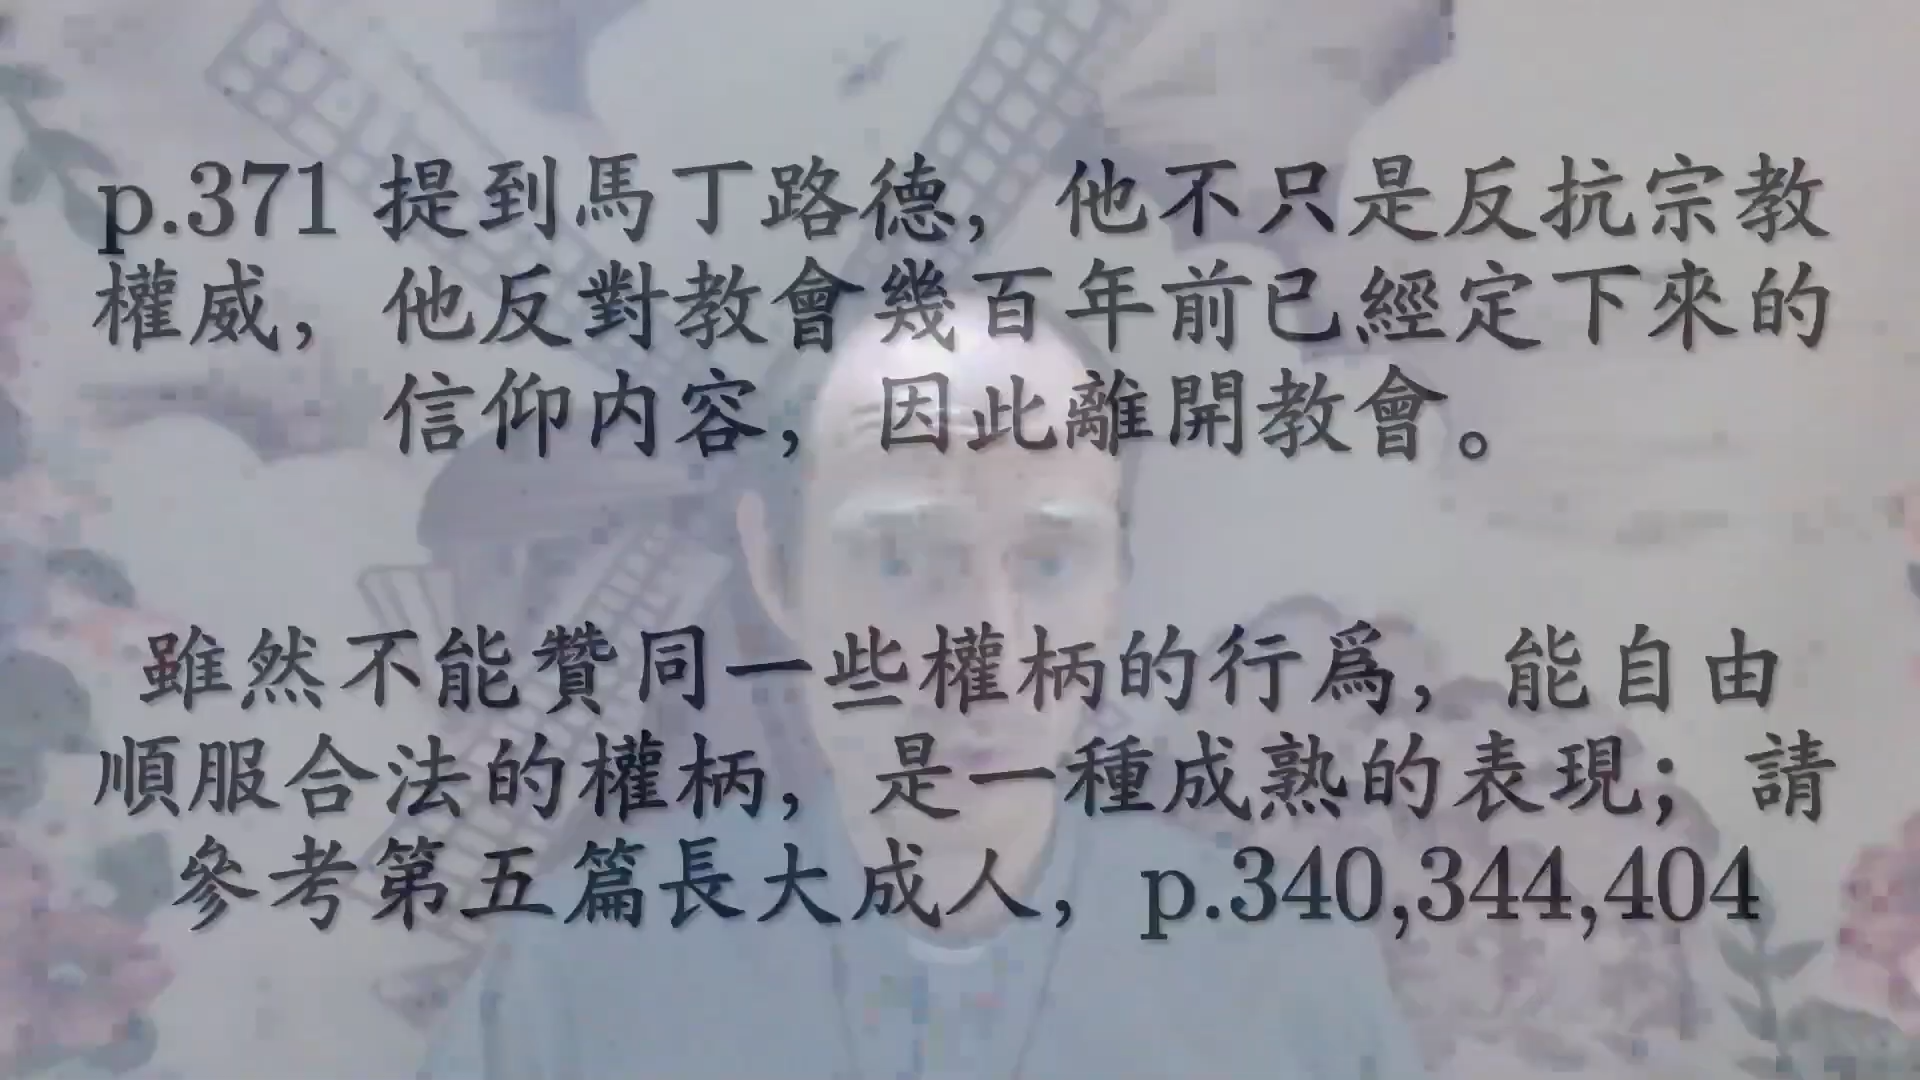 p.371 提到馬丁路德，他不只是反抗宗教
權威，他反對教會幾百年前已經定下來的
信仰内容，因此離開教會。
雖然不能贊同一些權柄的行爲，能自由
順服合法的權柄，是一種成熟的表現；請
參考第五篇長大成人，p.340,344,404